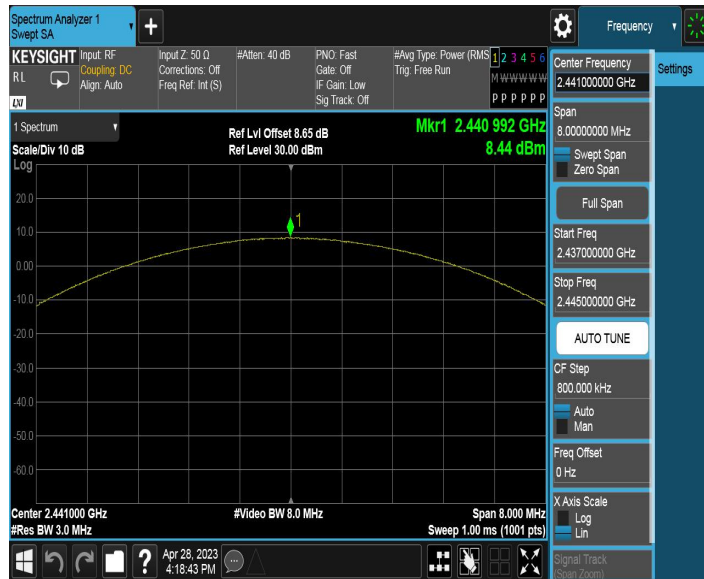 Spectrum Analyzer 1
Swept SA
+
Frequency
KEYSIGHT
RL
LXI
Input: RF
Coupling: DC
Align: Auto
Input Z: 50 Ω
Corrections: Off
Freq Ref: Int (S)
#Atten: 40 dB
PNO: Fast
Gate: Off
IF Gain: Low
Sig Track: Off
#Avg Type: Power (RMS
Trig: Free Run
1 2 3 4 5 6
M W W W W W
P P P P P P
1 Spectrum
Scale/Div 10 dB
Ref Lvl Offset 8.65 dB
Ref Level 30.00 dBm
Mkr1 2.440 992 GHz
8.44 dBm
Log
20.0
10.0
0.00
-10.0
-20.0
-30.0
-40.0
-50.0
-60.0
1
Center 2.441000 GHz
#Res BW 3.0 MHz
#Video BW 8.0 MHz
Span 8.000 MHz
Sweep 1.00 ms (1001 pts)
?
Apr 28, 2023
4:18:43 PM
Center Frequency
2.441000000 GHz
Settings
Span
8.00000000 MHz
Swept Span
Zero Span
Full Span
Start Freq
2.437000000 GHz
Stop Freq
2.445000000 GHz
AUTO TUNE
CF Step
800.000 kHz
Auto
Man
Freq Offset
0 Hz
X Axis Scale
Log
Lin
Signal Track
(Span Zoom)